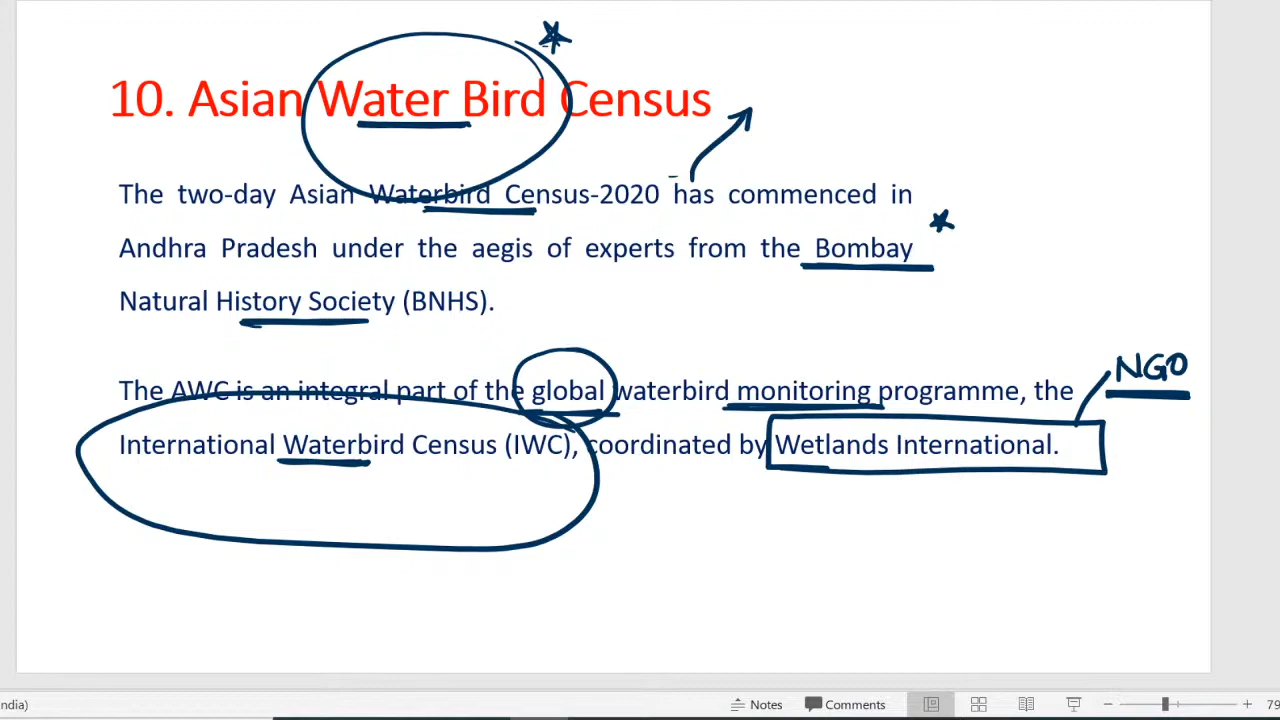 10. Asian Water Bird Census
The two-day Asian Waterbird Census-2020 has commenced in
Andhra Pradesh under the aegis of experts from the Bombay
Natural History Society (BNHS).
NGO
The AWC is an integral part of the global waterbird monitoring programme, the
International Waterbird Census (IWC), coordinated by Wetlands International.
ndia)
Notes
Comments
79